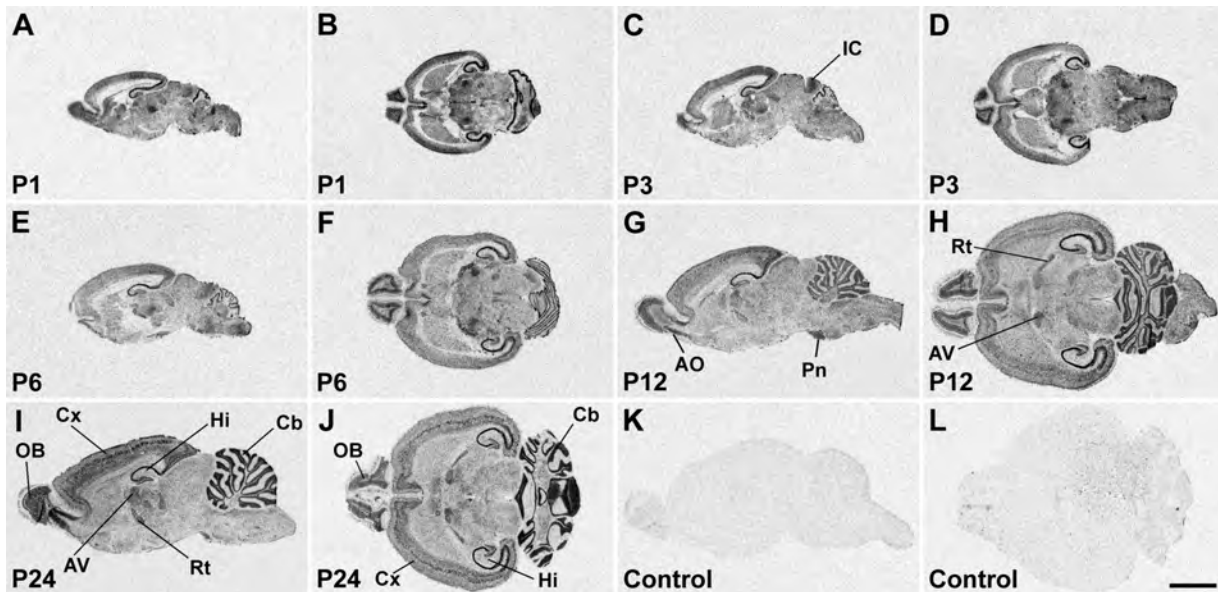 A
B
C
IC
D
P1
P1
P3
P3
E
F
G
H
Rt
P6
P6
AO
Pn
P12
AV
P12
I
Cx
Hi
Cb
OB
AV
Rt
P24
J
Cb
OB
Cx
Hi
P24
K
Control
L
Control